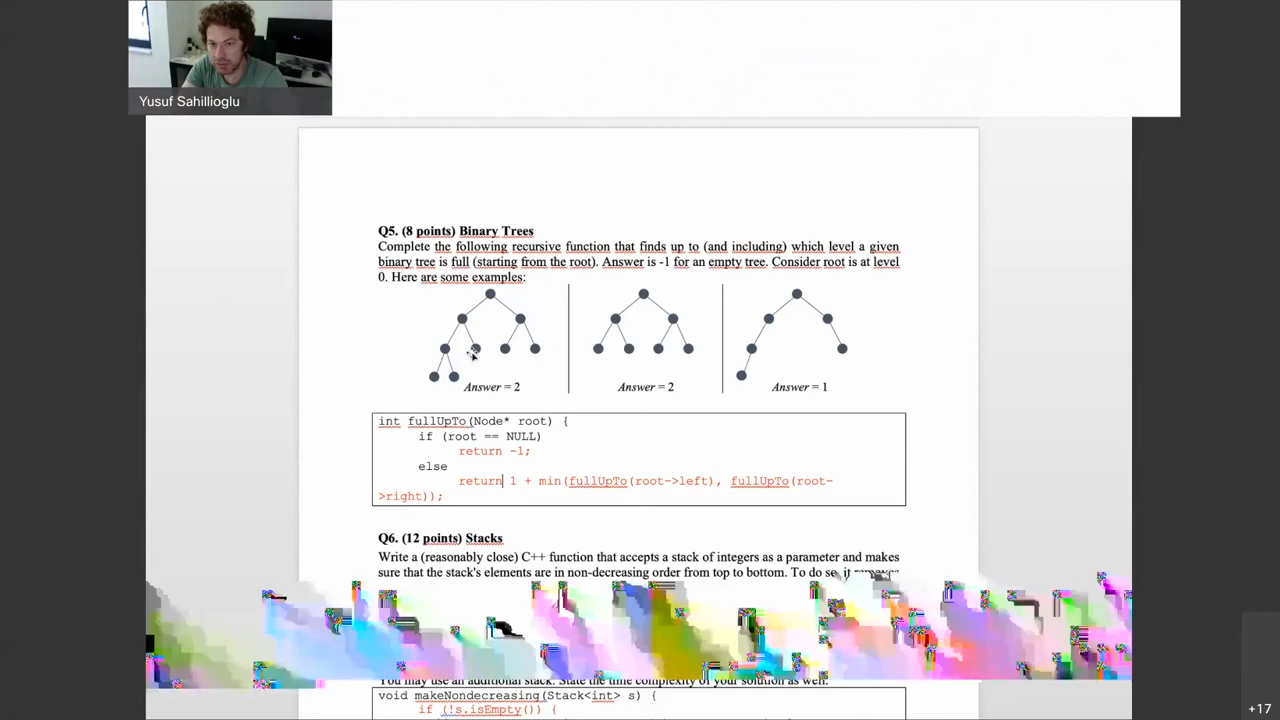 Yusuf Sahillioglu
Q5. (8 points) Binary Trees
Complete the following recursive function that finds up to (and including) which level a given
binary tree is full (starting from the root). Answer is -1 for an empty tree. Consider root is at level
0. Here are some examples:
Answer = 2
Answer = 2
Answer = 1
int fullUpTo(Node* root) {
if (root == NULL)
return -1;
else
return 1 + min(fullUpTo(root->left), fullUpTo(root-
>right));
Q6. (12 points) Stacks
Write a (reasonably close) C++ function that accepts a stack of integers as a parameter and makes
sure that the stack's elements are in non-decreasing order from top to bottom. To do so, it removes
You may use an additional stack. State the time complexity of your solution as well.
void makeNondecreasing(Stack<int> s) {
if (!s.isEmpty()) {
+17